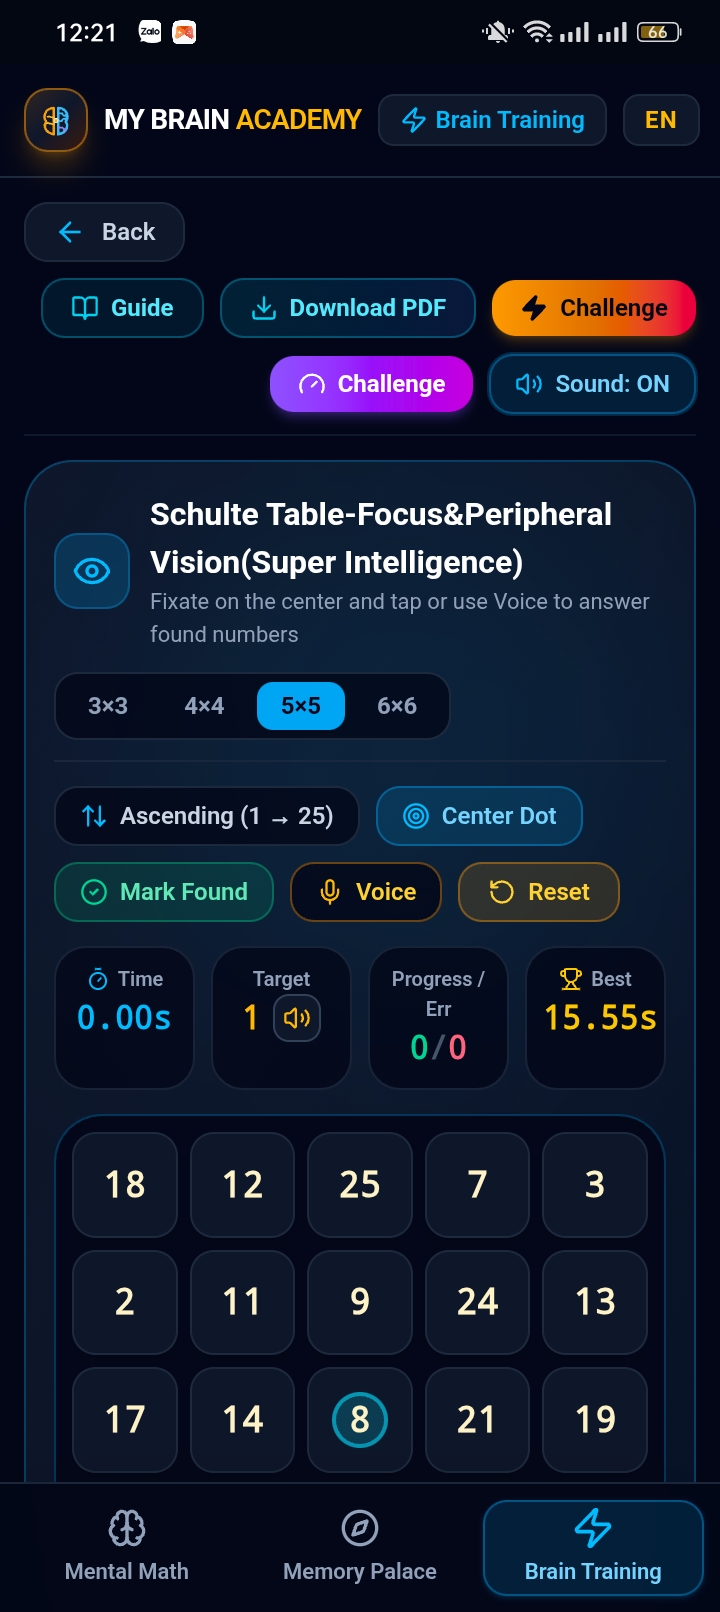 12:21 Zalo 66
MY BRAIN ACADEMY Brain Training EN
Back
Guide Download PDF Challenge
Challenge Sound: ON
Schulte Table-Focus&Peripheral
Vision(Super Intelligence)
Fixate on the center and tap or use Voice to answer
found numbers
3×3 4×4 5×5 6×6
Ascending (1 → 25) Center Dot
Mark Found Voice Reset
Time Target Progress / Best
Err
0.00s 1 0/0 15.55s
18 12 25 7 3
2 11 9 24 13
17 14 8 21 19
Mental Math Memory Palace Brain Training